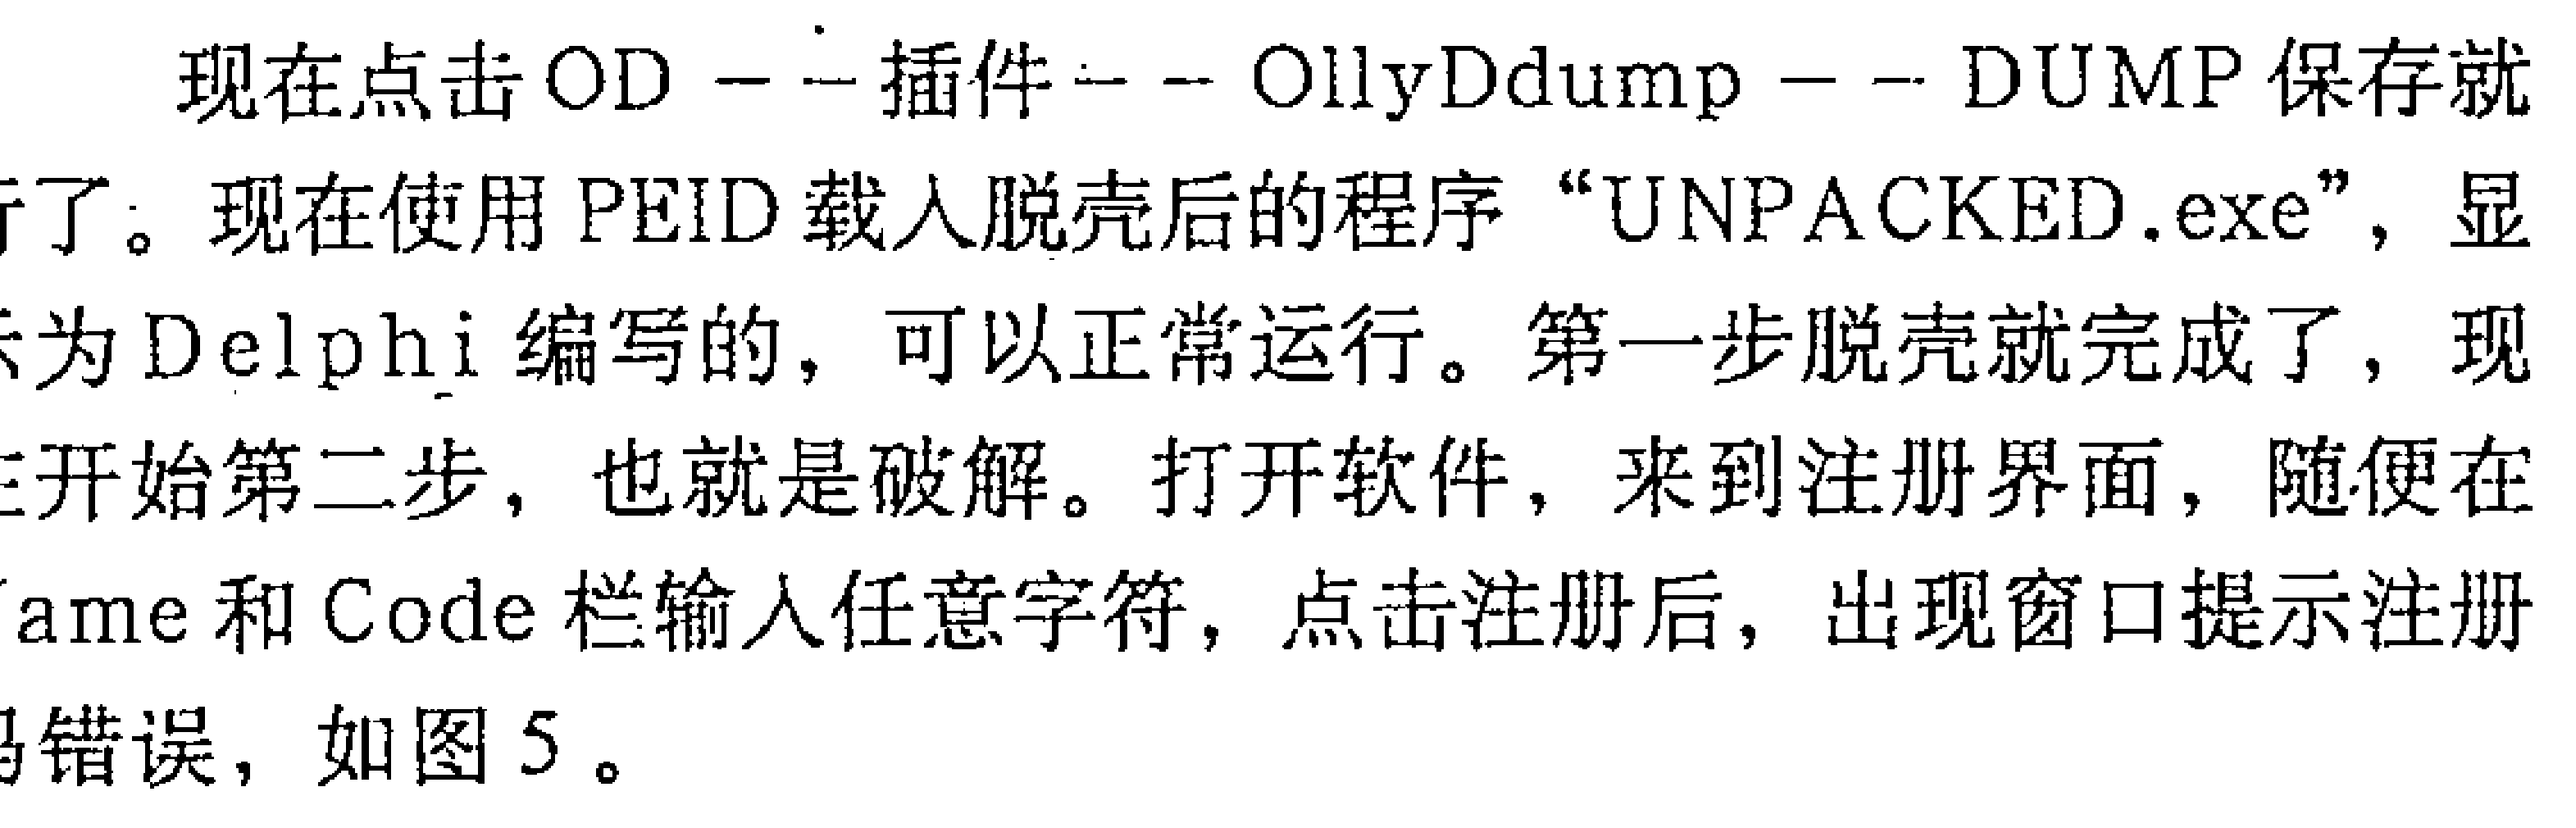 现在点击OD －－插件－－ OllyDdump －－ DUMP保存就
行了。现在使用 PEID 载入脱壳后的程序“UNPACKED.exe”，显
示为Delphi 编写的，可以正常运行。第一步脱壳就完成了，现
在开始第二步，也就是破解。打开软件，来到注册界面，随便在
Name和Code栏输入任意字符，点击注册后，出现窗口提示注册
码错误，如图5。